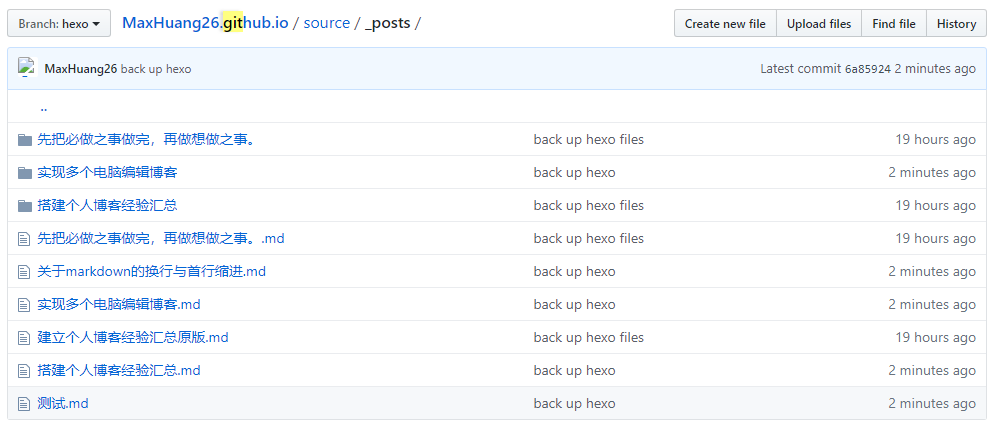 Branch: hexo MaxHuang26.github.io / source / _posts / Create new file Upload files Find file History
MaxHuang26 back up hexo Latest commit 6a85924 2 minutes ago
..
先把必做之事做完，再做想做之事。 back up hexo files 19 hours ago
实现多个电脑编辑博客 back up hexo 2 minutes ago
搭建个人博客经验汇总 back up hexo files 19 hours ago
先把必做之事做完，再做想做之事。.md back up hexo files 19 hours ago
关于markdown的换行与首行缩进.md back up hexo 2 minutes ago
实现多个电脑编辑博客.md back up hexo 2 minutes ago
建立个人博客经验汇总原版.md back up hexo files 19 hours ago
搭建个人博客经验汇总.md back up hexo 2 minutes ago
测试.md back up hexo 2 minutes ago